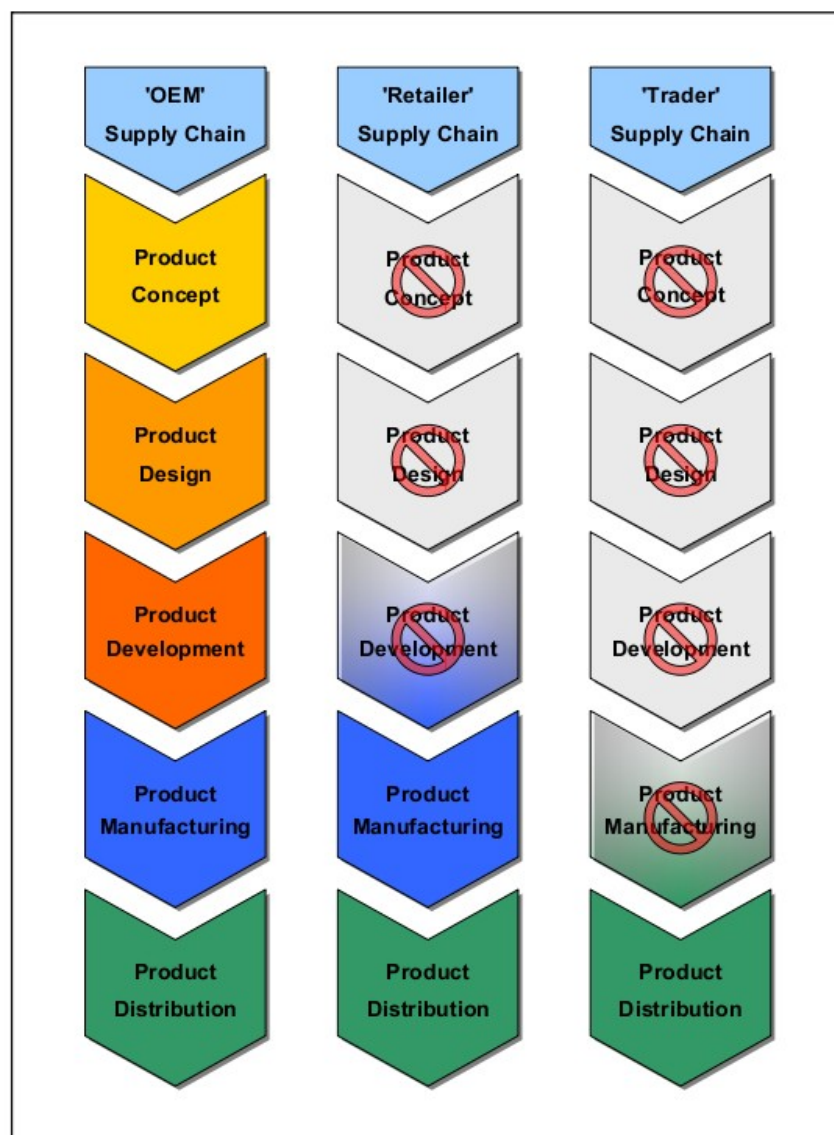 'OEM'
Supply Chain
Product
Concept
Product
Design
Product
Development
Product
Manufacturing
Product
Distribution
'Retailer'
Supply Chain
Product
Concept
Product
Design
Product
Development
Product
Manufacturing
Product
Distribution
'Trader'
Supply Chain
Product
Concept
Product
Design
Product
Development
Product
Manufacturing
Product
Distribution